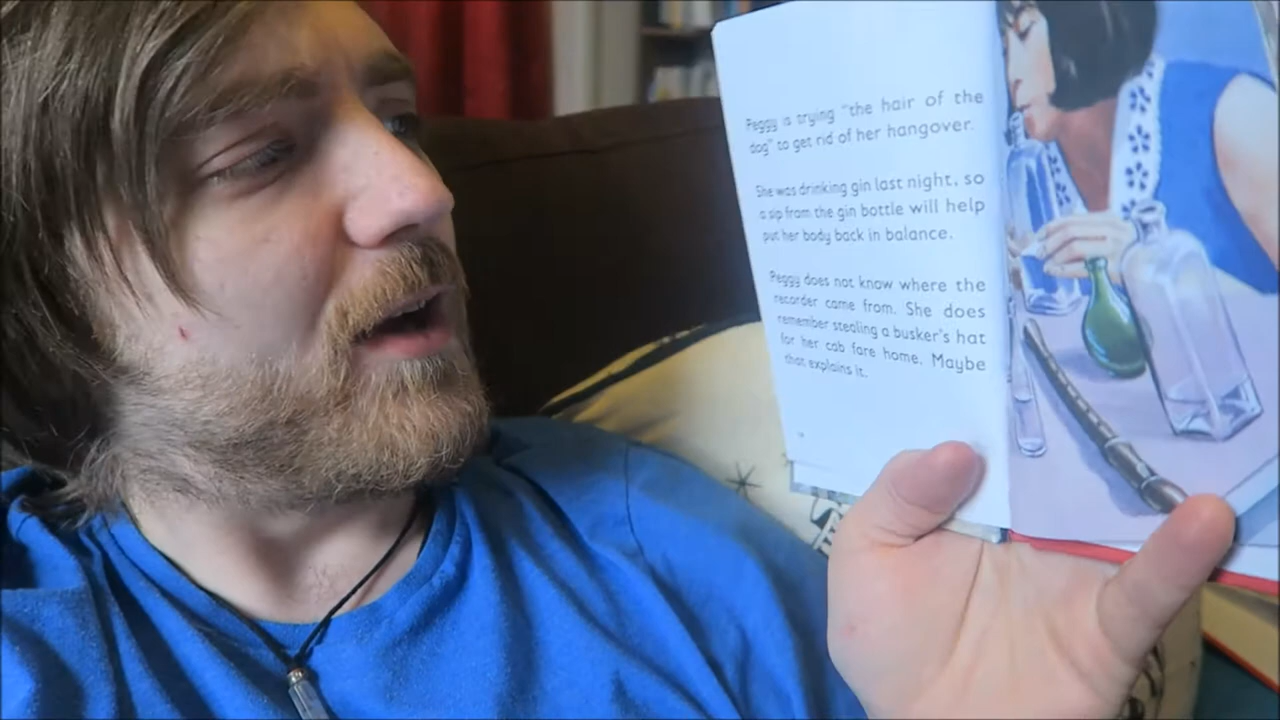 Peggy is trying "the hair of the
dog" to get rid of her hangover.
She was drinking gin last night, so
a sip from the gin bottle will help
put her body back in balance.
Peggy does not know where the
recorder came from. She does
remember stealing a busker's hat
for her cab fare home. Maybe
that explains it.